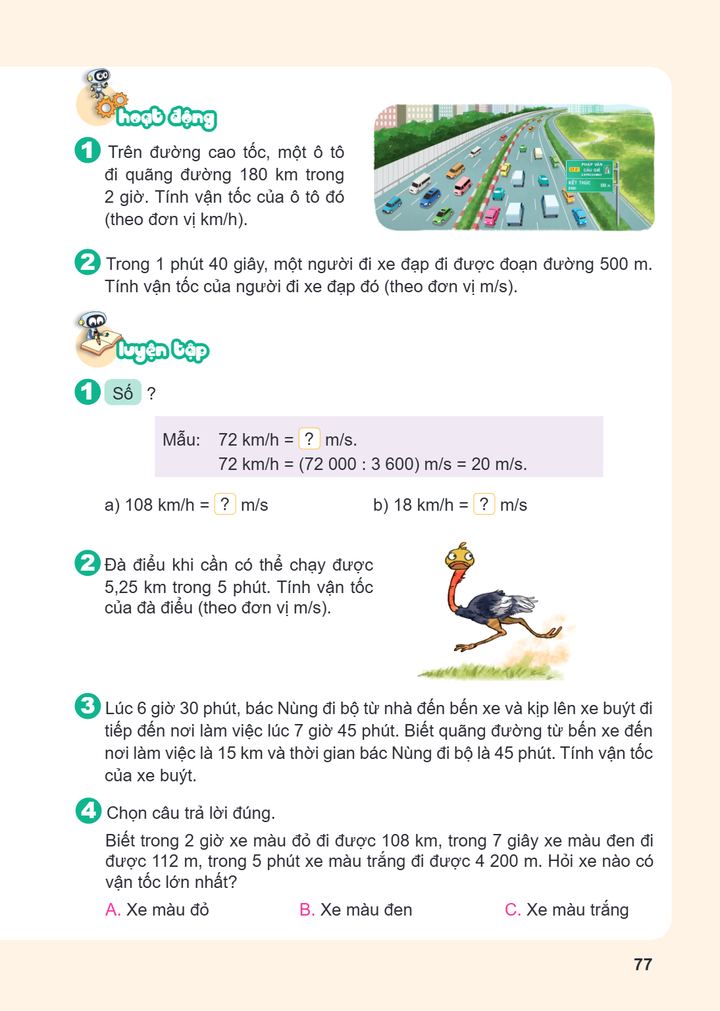 hoạt động
1 Trên đường cao tốc, một ô tô
đi quãng đường 180 km trong
2 giờ. Tính vận tốc của ô tô đó
(theo đơn vị km/h).
PHÁP VÂN
CẦU GIẼ
KẾT THÚC
2 Trong 1 phút 40 giây, một người đi xe đạp đi được đoạn đường 500 m.
Tính vận tốc của người đi xe đạp đó (theo đơn vị m/s).
luyện tập
1 Số ?
Mẫu: 72 km/h = ? m/s.
72 km/h = (72 000 : 3 600) m/s = 20 m/s.
a) 108 km/h = ? m/s b) 18 km/h = ? m/s
2 Đà điểu khi cần có thể chạy được
5,25 km trong 5 phút. Tính vận tốc
của đà điểu (theo đơn vị m/s).
3 Lúc 6 giờ 30 phút, bác Nùng đi bộ từ nhà đến bến xe và kịp lên xe buýt đi
tiếp đến nơi làm việc lúc 7 giờ 45 phút. Biết quãng đường từ bến xe đến
nơi làm việc là 15 km và thời gian bác Nùng đi bộ là 45 phút. Tính vận tốc
của xe buýt.
4 Chọn câu trả lời đúng.
Biết trong 2 giờ xe màu đỏ đi được 108 km, trong 7 giây xe màu đen đi
được 112 m, trong 5 phút xe màu trắng đi được 4 200 m. Hỏi xe nào có
vận tốc lớn nhất?
A. Xe màu đỏ B. Xe màu đen C. Xe màu trắng
77